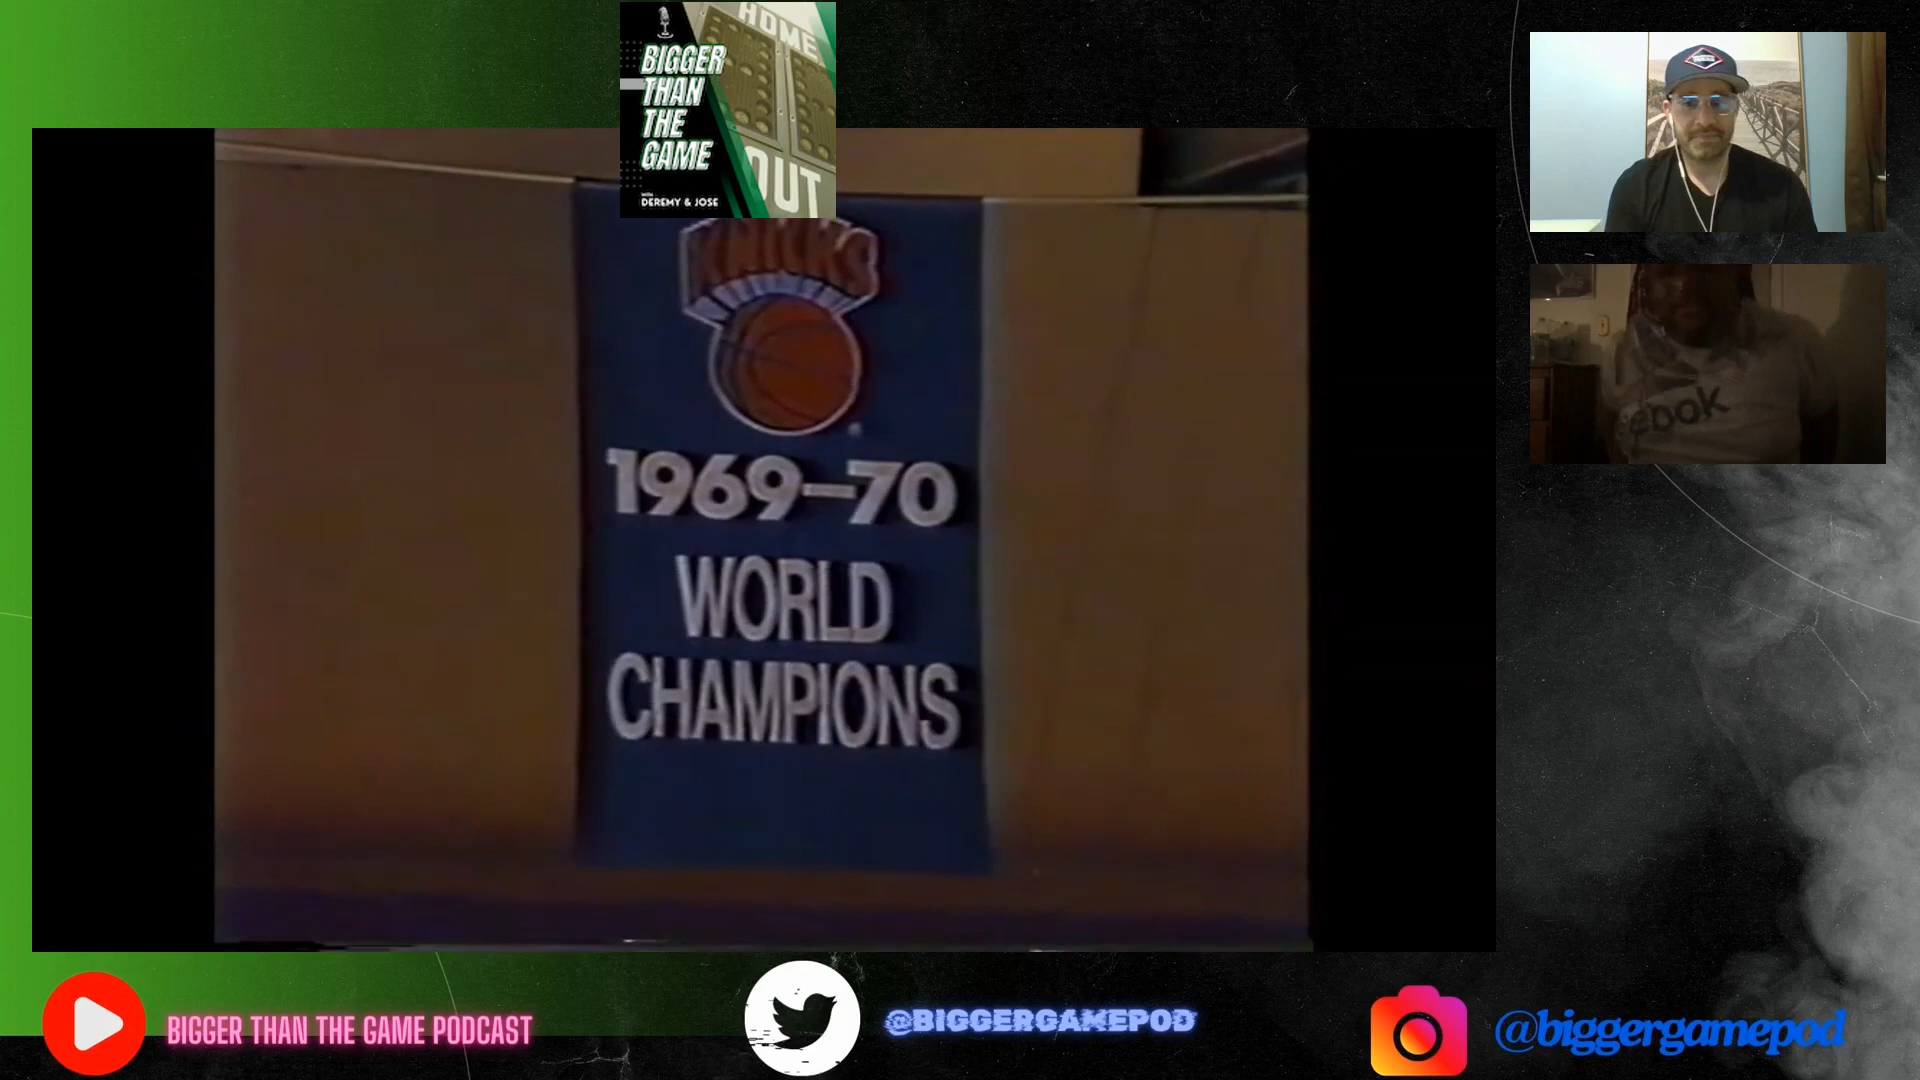 HOME
BIGGER
THAN
THE
GAME
OUT
WITH
DEREMY & JOSE
KNICKS
1969–70
WORLD
CHAMPIONS
ebok
BIGGER THAN THE GAME PODCAST
@BIGGERGAMEPOD
@biggergamepod